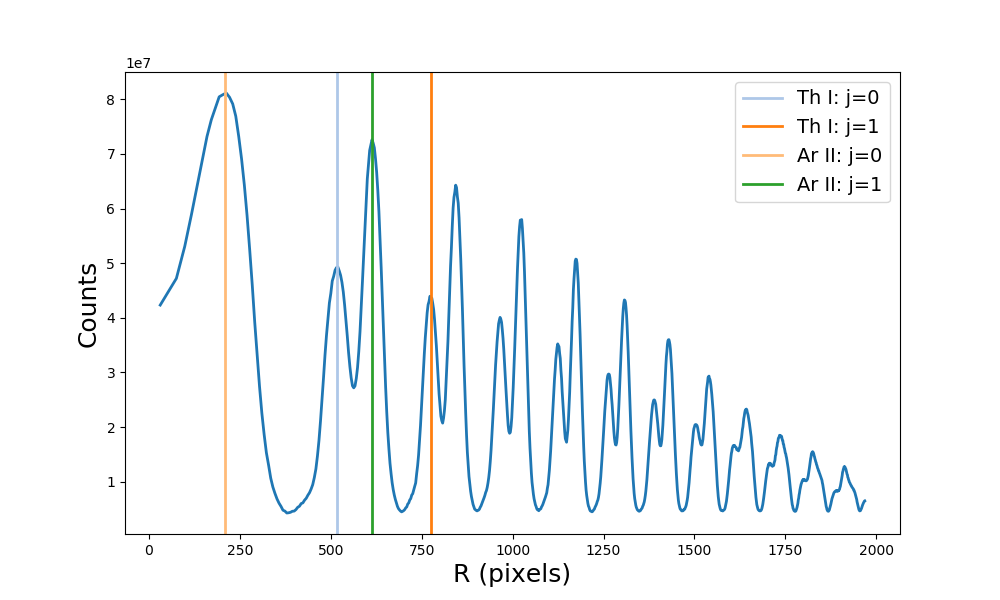 1e7
8
7
6
5
4
3
2
1
Counts
Th I: j=0
Th I: j=1
Ar II: j=0
Ar II: j=1
0 250 500 750 1000 1250 1500 1750 2000
R (pixels)